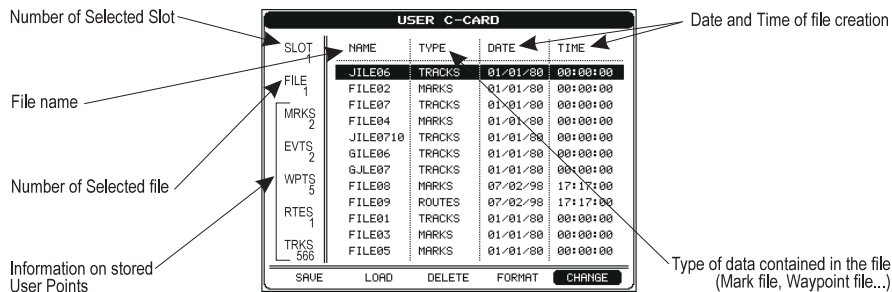 Number of Selected Slot
File name
Number of Selected file
Information on stored
User Points
USER C-CARD
SLOT
1
FILE
1
MRKS
2
EVTS
2
WPTS
5
RTES
1
TRKS
566
NAME TYPE DATE TIME
JILE06 TRACKS 01/01/80 00:00:00
FILE02 MARKS 01/01/80 00:00:00
FILE07 TRACKS 01/01/80 00:00:00
FILE04 MARKS 01/01/80 00:00:00
JILE0710 TRACKS 01/01/80 00:00:00
GILE06 TRACKS 01/01/80 00:00:00
GJLE07 TRACKS 01/01/80 00:00:00
FILE08 MARKS 07/02/98 17:17:00
FILE09 ROUTES 07/02/98 17:17:00
FILE01 TRACKS 01/01/80 00:00:00
FILE03 MARKS 01/01/80 00:00:00
FILE05 MARKS 01/01/80 00:00:00
SAVE LOAD DELETE FORMAT CHANGE
Date and Time of file creation
Type of data contained in the file
(Mark file, Waypoint file...)